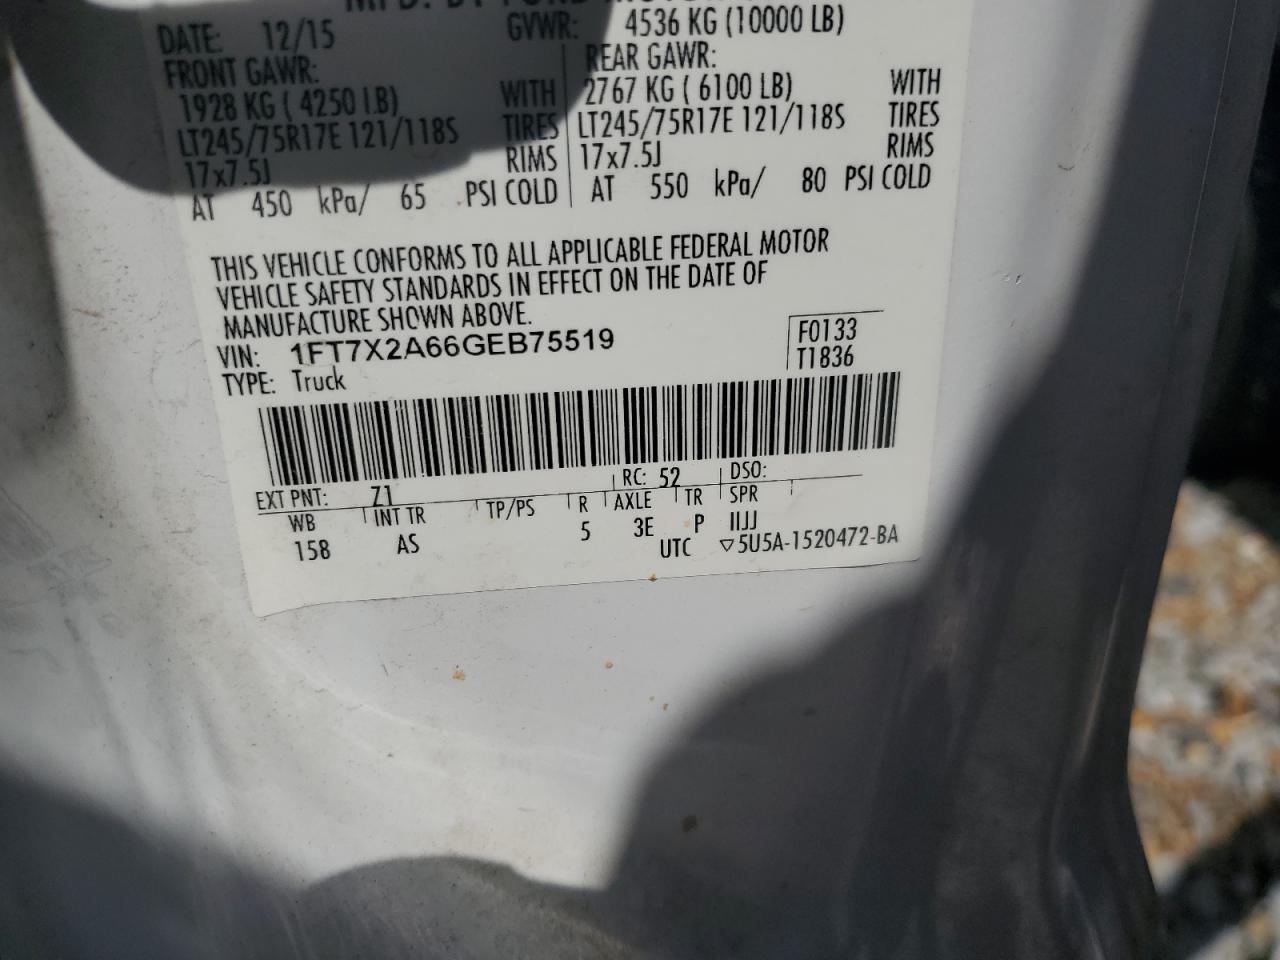 MFD. BY FORD MOTOR
DATE: 12/15 GVWR: 4536 KG (10000 LB)
FRONT GAWR: REAR GAWR:
1928 KG ( 4250 LB) WITH 2767 KG ( 6100 LB) WITH
LT245/75R17E 121/118S TIRES LT245/75R17E 121/118S TIRES
17x7.5J RIMS 17x7.5J RIMS
AT 450 kPa/ 65 PSI COLD AT 550 kPa/ 80 PSI COLD
THIS VEHICLE CONFORMS TO ALL APPLICABLE FEDERAL MOTOR
VEHICLE SAFETY STANDARDS IN EFFECT ON THE DATE OF
MANUFACTURE SHOWN ABOVE.
VIN: 1FT7X2A66GEB75519 F0133
TYPE: Truck T1836
EXT PNT: Z1 RC: 52 DSO:
WB INT TR TP/PS R AXLE TR SPR
158 AS 5 3E P IIJJ
UTC ▽5U5A-1520472-BA